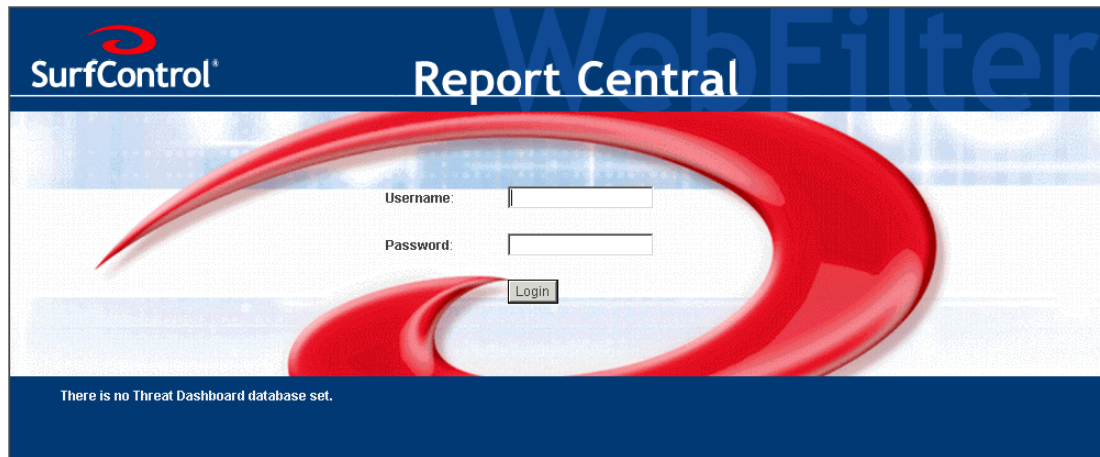 WebFilter
SurfControl®
Report Central
Username:
Password:
Login
There is no Threat Dashboard database set.